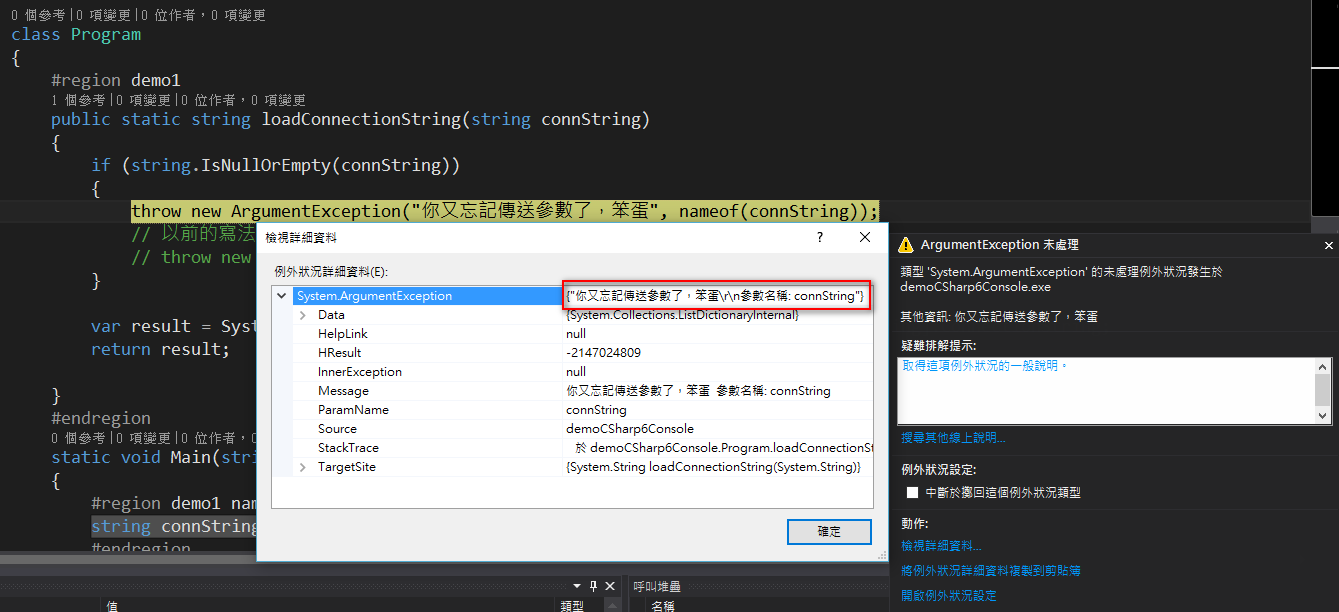 0 個參考|0 項變更|0 位作者，0 項變更
class Program
{
#region demo1
1 個參考|0 項變更|0 位作者，0 項變更
public static string loadConnectionString(string connString)
{
if (string.IsNullOrEmpty(connString))
{
throw new ArgumentException("你又忘記傳送參數了，笨蛋", nameof(connString));
// 以前的寫法
// throw new
}
var result = Syst
return result;
}
#endregion
0 個參考|0 項變更|0 位作者，0
static void Main(stri
{
#region demo1 nam
string connString
#endregion
檢視詳細資料
?
例外狀況詳細資料(E):
System.ArgumentException {"你又忘記傳送參數了，笨蛋\r\n參數名稱: connString"}
Data {System.Collections.ListDictionaryInternal}
HelpLink null
HResult -2147024809
InnerException null
Message 你又忘記傳送參數了，笨蛋 參數名稱: connString
ParamName connString
Source demoCSharp6Console
StackTrace 於 demoCSharp6Console.Program.loadConnectionSt
TargetSite {System.String loadConnectionString(System.String)}
確定
ArgumentException 未處理
類型 'System.ArgumentException' 的未處理例外狀況發生於
demoCSharp6Console.exe
其他資訊: 你又忘記傳送參數了，笨蛋
疑難排解提示:
取得這項例外狀況的一般說明。
搜尋其他線上說明...
例外狀況設定:
中斷於擲回這個例外狀況類型
動作:
檢視詳細資料...
將例外狀況詳細資料複製到剪貼簿
開啟例外狀況設定
值
類型
呼叫堆疊
名稱